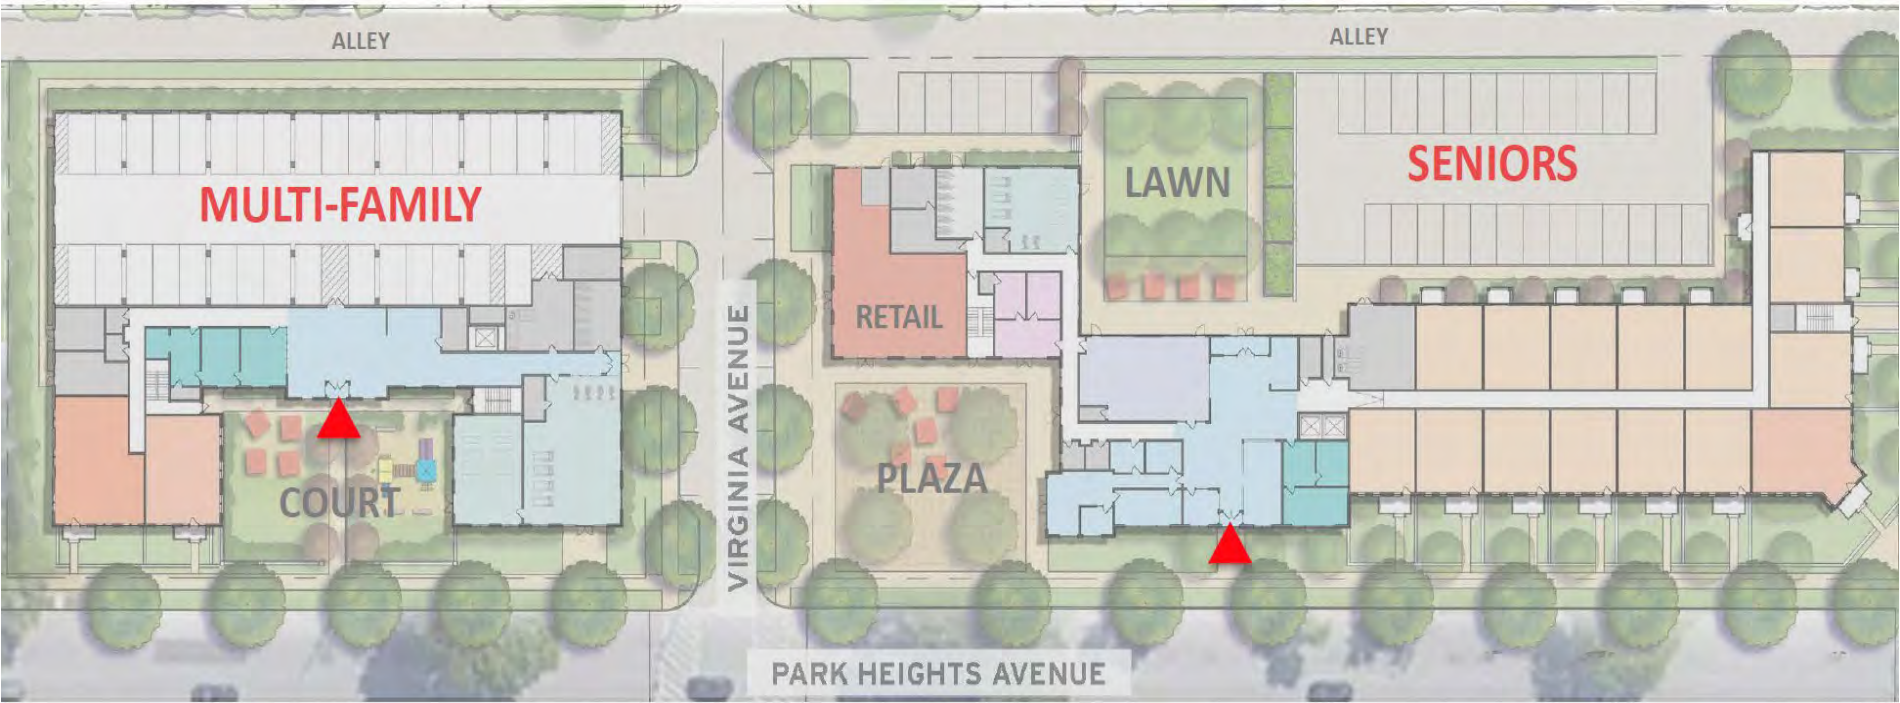 ALLEY
ALLEY
MULTI-FAMILY
LAWN
SENIORS
RETAIL
COURT
PLAZA
VIRGINIA AVENUE
PARK HEIGHTS AVENUE